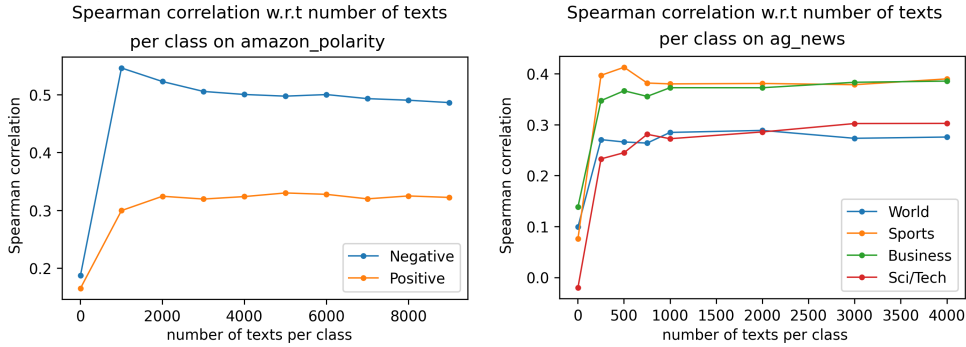 Spearman correlation w.r.t number of texts
per class on amazon_polarity
Spearman correlation
0.5
0.4
0.3
0.2
0
2000
4000
6000
8000
number of texts per class
Negative
Positive
Spearman correlation w.r.t number of texts
per class on ag_news
Spearman correlation
0.4
0.3
0.2
0.1
0.0
0
500
1000
1500
2000
2500
3000
3500
4000
number of texts per class
World
Sports
Business
Sci/Tech